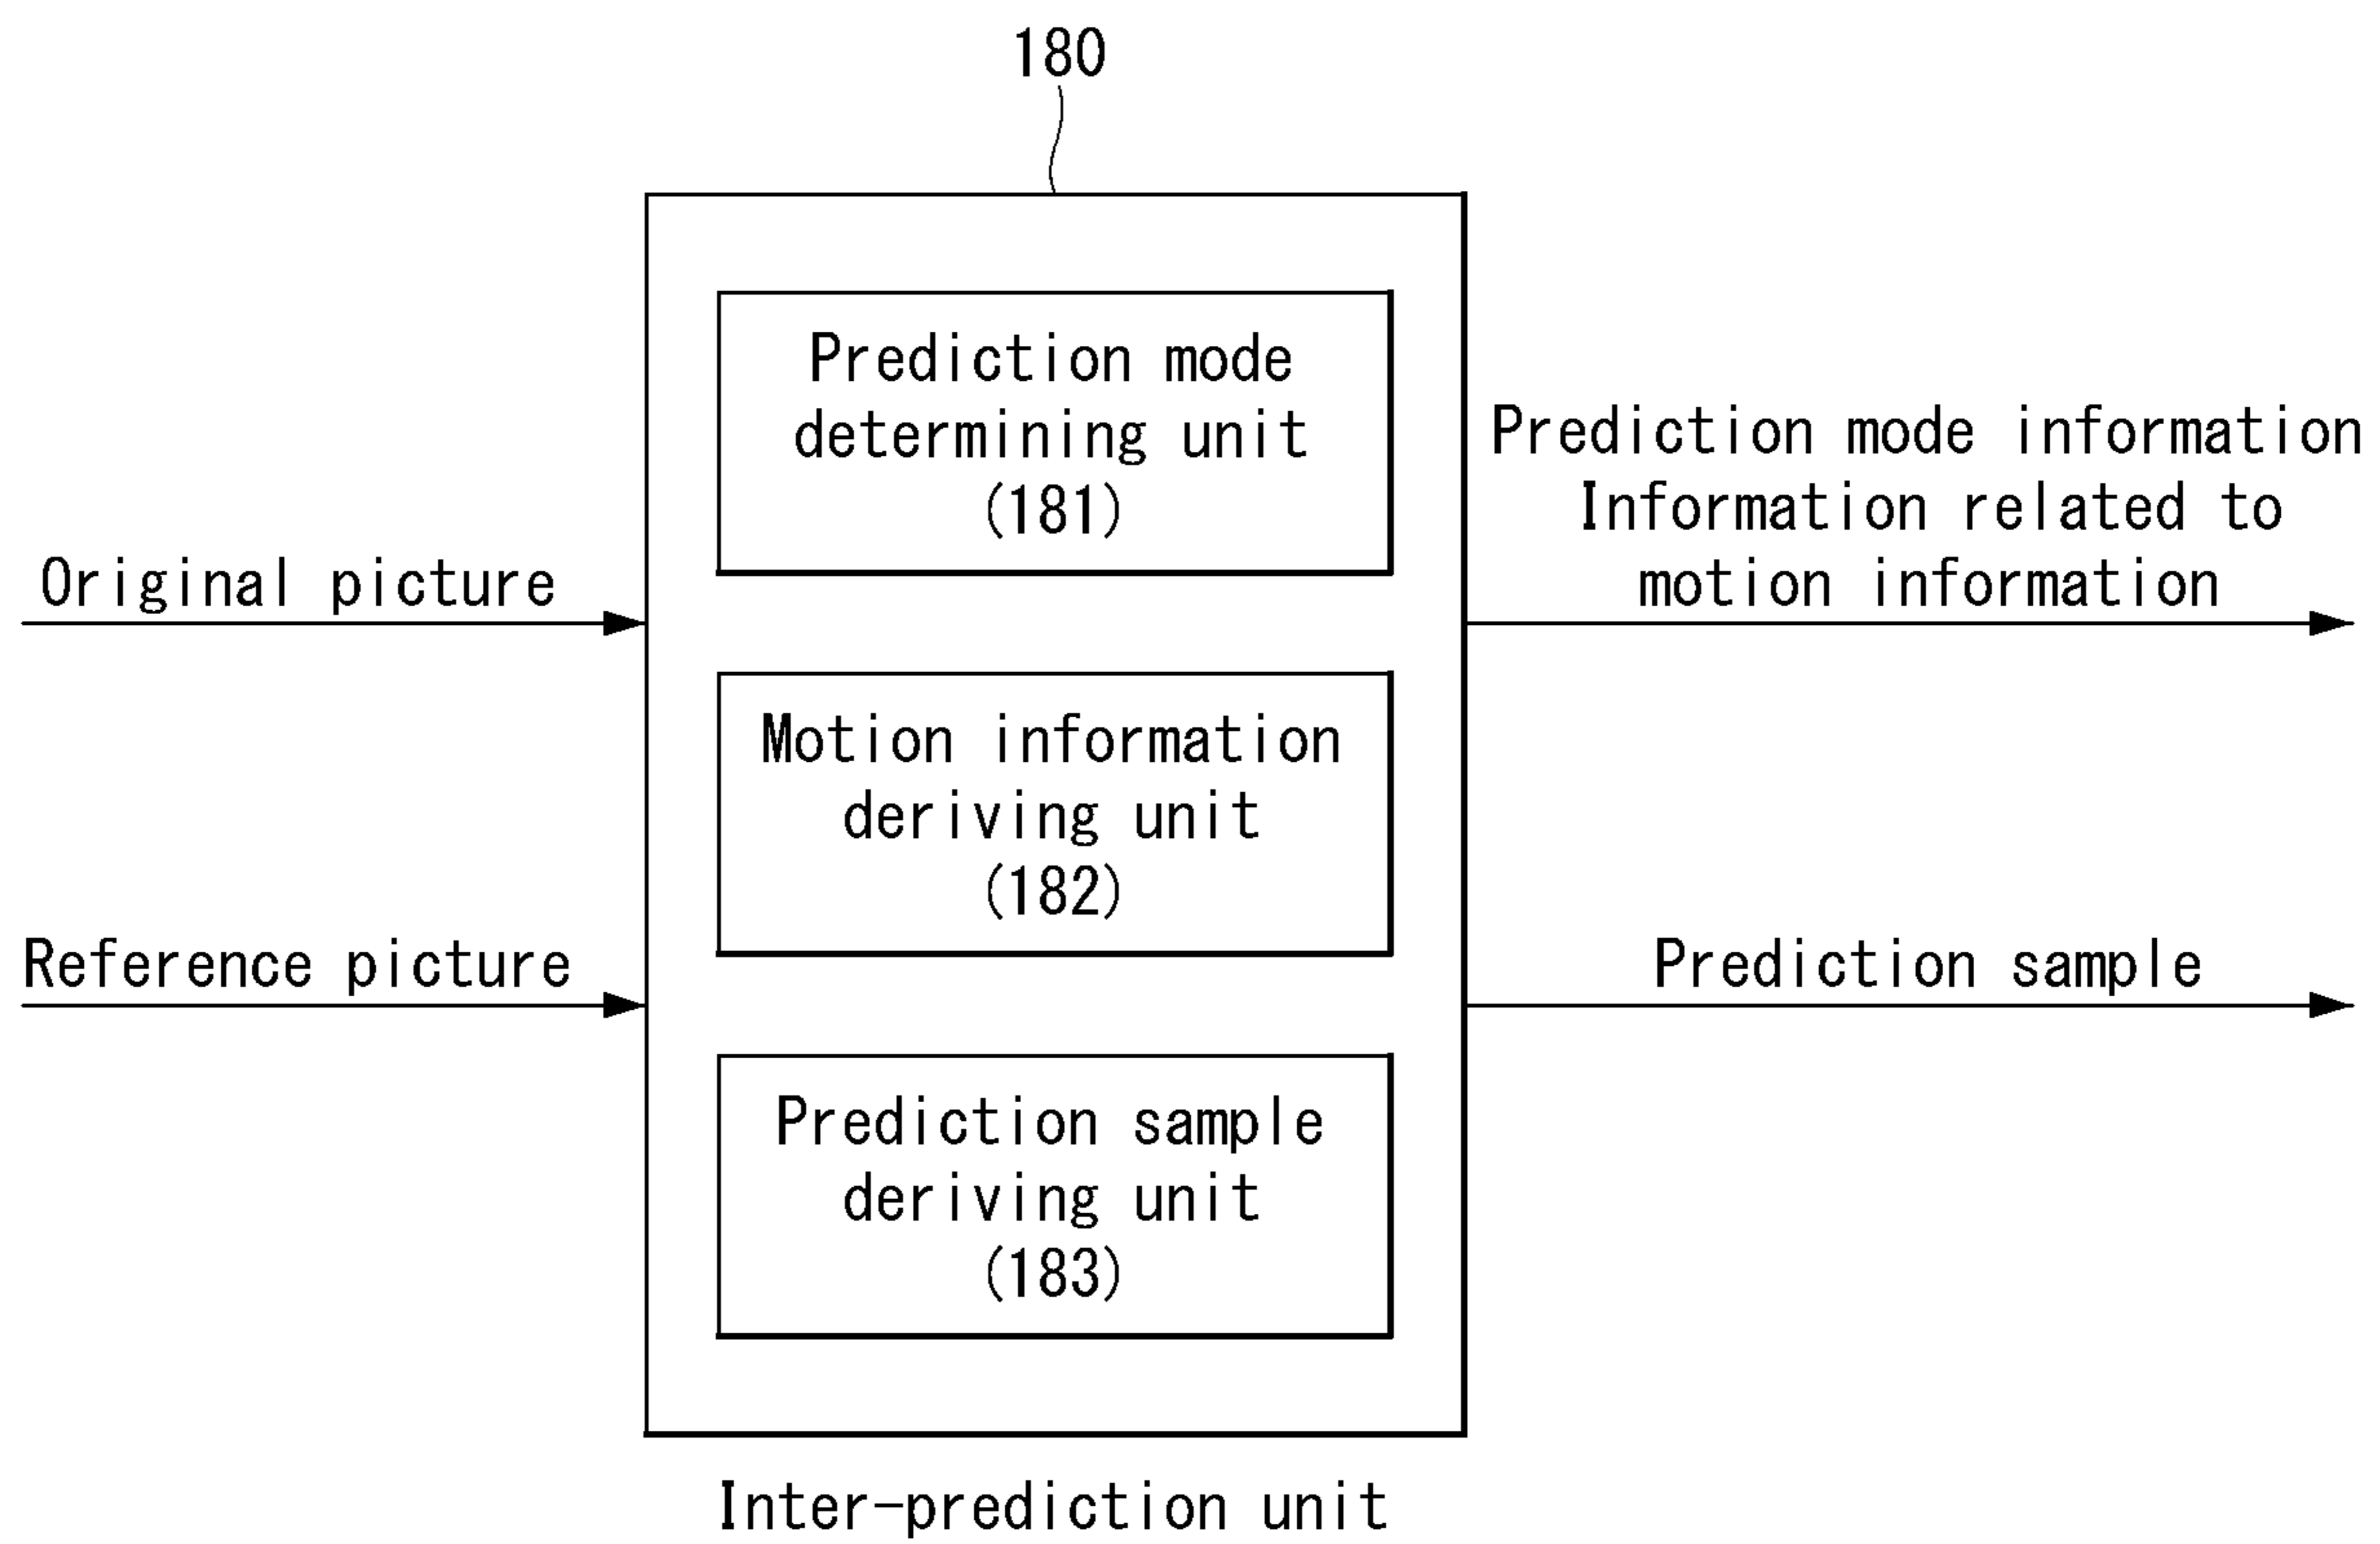 180
Prediction mode
determining unit
(181)
Original picture
Prediction mode information
Information related to
motion information
Motion information
deriving unit
(182)
Reference picture
Prediction sample
Prediction sample
deriving unit
(183)
Inter-prediction unit